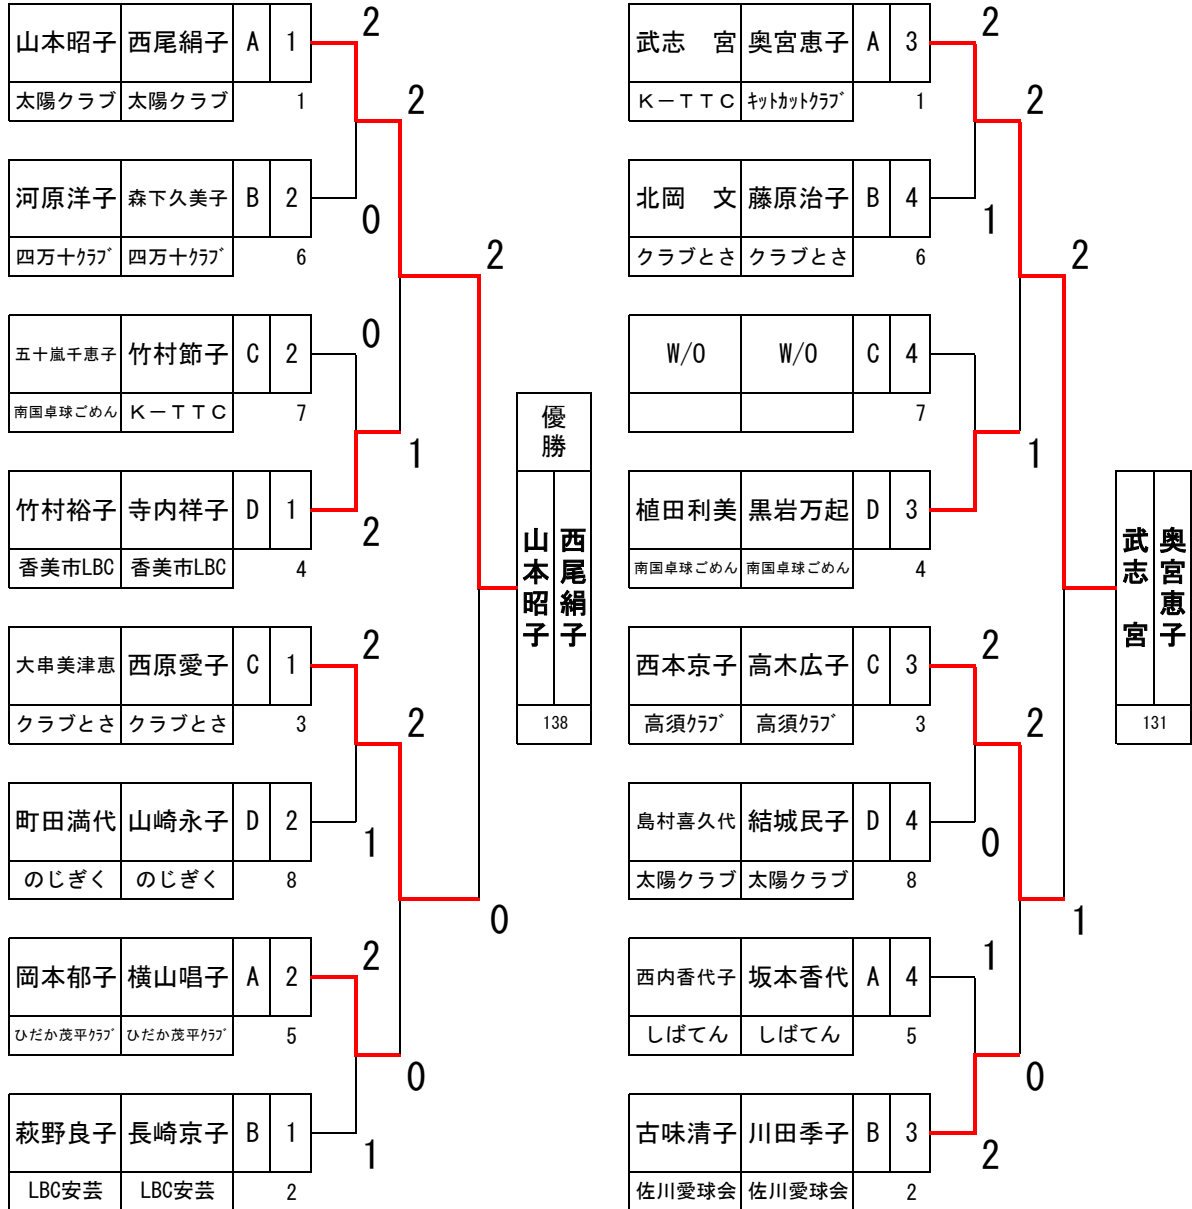 山本昭子 西尾絹子 A 1 2
太陽クラブ 太陽クラブ 1
2
河原洋子 森下久美子 B 2 0
四万十ｸﾗﾌﾞ 四万十ｸﾗﾌﾞ 6
2
五十嵐千恵子 竹村節子 C 2 0
南国卓球ごめん K－TTC 7
1
竹村裕子 寺内祥子 D 1 2
香美市LBC 香美市LBC 4
優勝
山本昭子 西尾絹子
138
大串美津恵 西原愛子 C 1 2
クラブとさ クラブとさ 3
2
町田満代 山崎永子 D 2 1
のじぎく のじぎく 8
0
岡本郁子 横山唱子 A 2 2
ひだか茂平ｸﾗﾌﾞ ひだか茂平ｸﾗﾌﾞ 5
0
萩野良子 長崎京子 B 1 1
LBC安芸 LBC安芸 2
武志　宮 奥宮恵子 A 3 2
K－TTC ｷｯﾄｶｯﾄｸﾗﾌﾞ 1
2
北岡　文 藤原治子 B 4 1
クラブとさ クラブとさ 6
2
W/O W/O C 4
7
1
植田利美 黒岩万起 D 3
南国卓球ごめん 南国卓球ごめん 4
武志　宮 奥宮恵子
131
西本京子 高木広子 C 3 2
高須ｸﾗﾌﾞ 高須ｸﾗﾌﾞ 3
2
島村喜久代 結城民子 D 4 0
太陽クラブ 太陽クラブ 8
1
西内香代子 坂本香代 A 4 1
しばてん しばてん 5
0
古味清子 川田季子 B 3 2
佐川愛球会 佐川愛球会 2